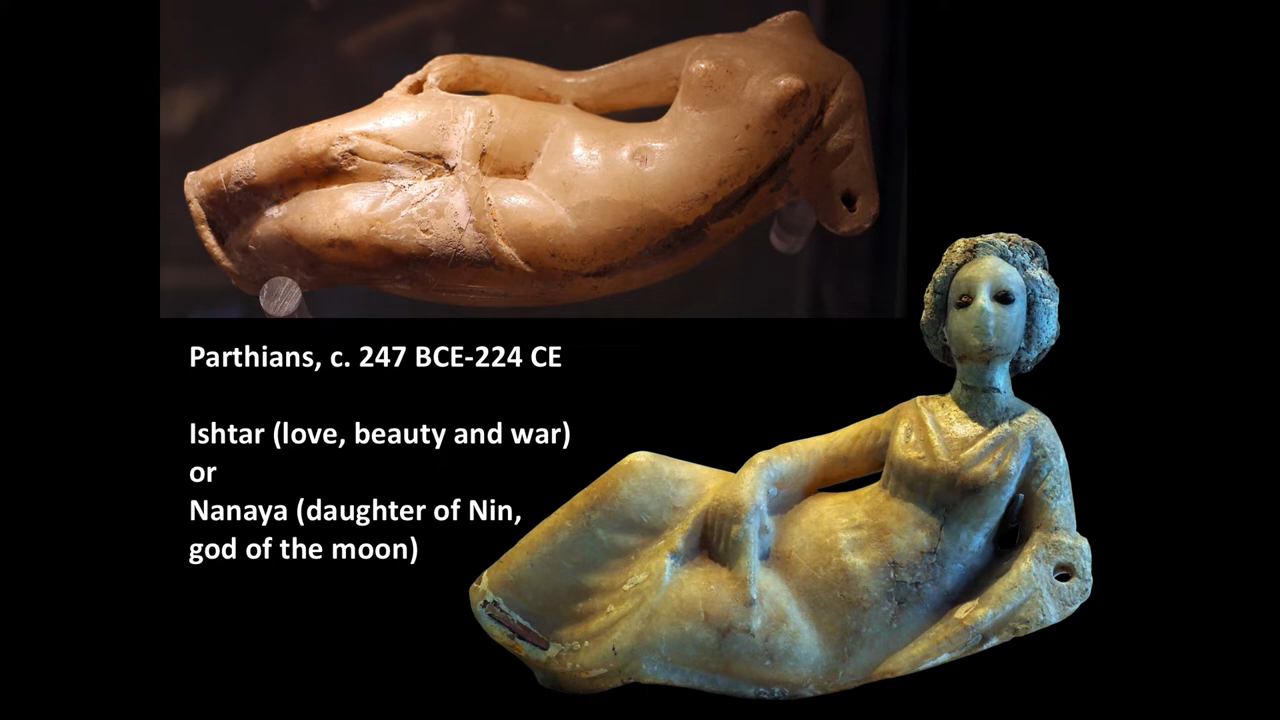 Parthians, c. 247 BCE-224 CE
Ishtar (love, beauty and war)
or
Nanaya (daughter of Nin,
god of the moon)